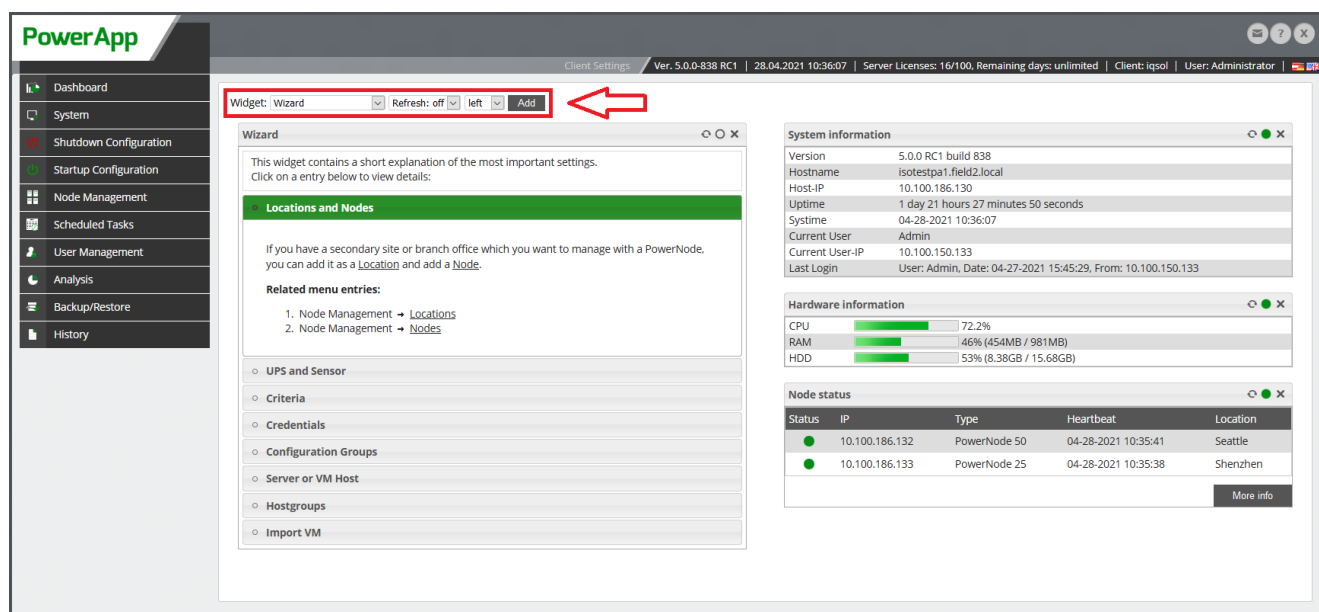 PowerApp
Client Settings
Ver. 5.0.0-838 RC1 | 28.04.2021 10:36:07 | Server Licenses: 16/100, Remaining days: unlimited | Client: iqsol | User: Administrator |
Dashboard
System
Shutdown Configuration
Startup Configuration
Node Management
Scheduled Tasks
User Management
Analysis
Backup/Restore
History
Widget: Wizard Refresh: off left Add
Wizard
This widget contains a short explanation of the most important settings.
Click on a entry below to view details:
Locations and Nodes
If you have a secondary site or branch office which you want to manage with a PowerNode,
you can add it as a Location and add a Node.
Related menu entries:
1. Node Management → Locations
2. Node Management → Nodes
UPS and Sensor
Criteria
Credentials
Configuration Groups
Server or VM Host
Hostgroups
Import VM
System information
Version 5.0.0 RC1 build 838
Hostname isotestpa1.field2.local
Host-IP 10.100.186.130
Uptime 1 day 21 hours 27 minutes 50 seconds
Systime 04-28-2021 10:36:07
Current User Admin
Current User-IP 10.100.150.133
Last Login User: Admin, Date: 04-27-2021 15:45:29, From: 10.100.150.133
Hardware information
CPU 72.2%
RAM 46% (454MB / 981MB)
HDD 53% (8.38GB / 15.68GB)
Node status
Status IP Type Heartbeat Location
10.100.186.132 PowerNode 50 04-28-2021 10:35:41 Seattle
10.100.186.133 PowerNode 25 04-28-2021 10:35:38 Shenzhen
More info